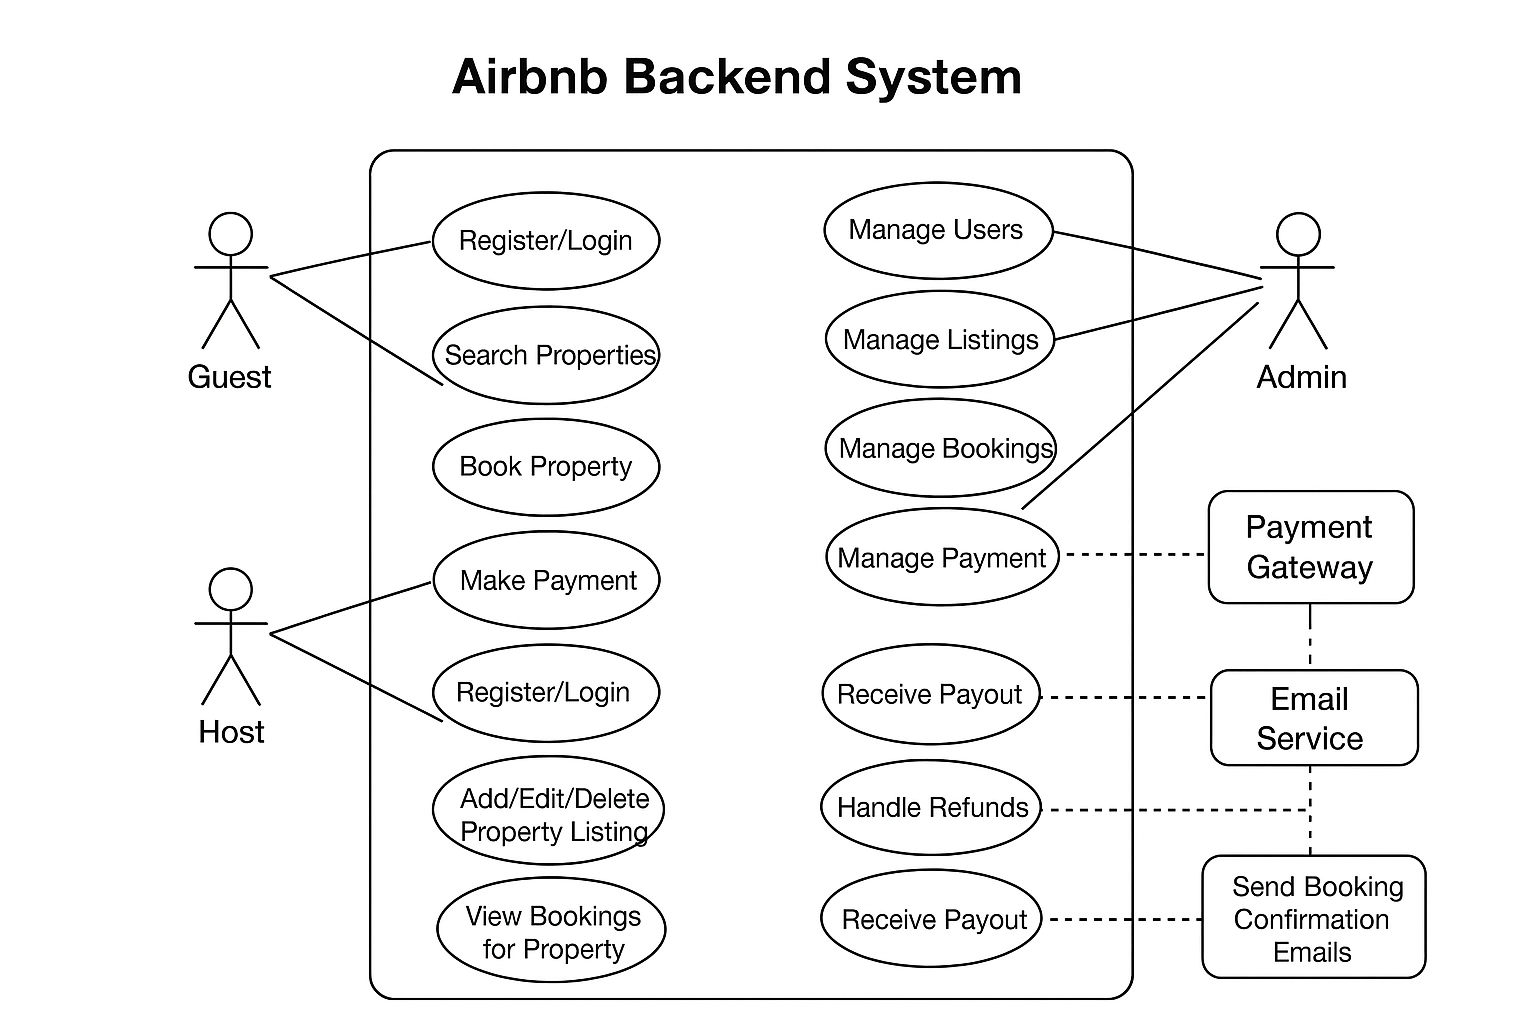 Airbnb Backend System
Guest
Host
Register/Login
Search Properties
Book Property
Make Payment
Register/Login
Add/Edit/Delete
Property Listing
View Bookings
for Property
Manage Users
Manage Listings
Manage Bookings
Manage Payment
Receive Payout
Handle Refunds
Receive Payout
Admin
Payment
Gateway
Email
Service
Send Booking
Confirmation
Emails